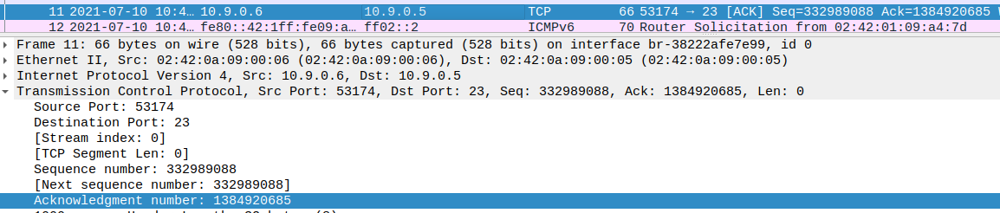 11 2021-07-10 10:4… 10.9.0.6 10.9.0.5 TCP 66 53174 → 23 [ACK] Seq=332989088 Ack=1384920685
12 2021-07-10 10:4… fe80::42:1ff:fe09:a… ff02::2 ICMPv6 70 Router Solicitation from 02:42:01:09:a4:7d
Frame 11: 66 bytes on wire (528 bits), 66 bytes captured (528 bits) on interface br-38222afe7e99, id 0
Ethernet II, Src: 02:42:0a:09:00:06 (02:42:0a:09:00:06), Dst: 02:42:0a:09:00:05 (02:42:0a:09:00:05)
Internet Protocol Version 4, Src: 10.9.0.6, Dst: 10.9.0.5
Transmission Control Protocol, Src Port: 53174, Dst Port: 23, Seq: 332989088, Ack: 1384920685, Len: 0
Source Port: 53174
Destination Port: 23
[Stream index: 0]
[TCP Segment Len: 0]
Sequence number: 332989088
[Next sequence number: 332989088]
Acknowledgment number: 1384920685